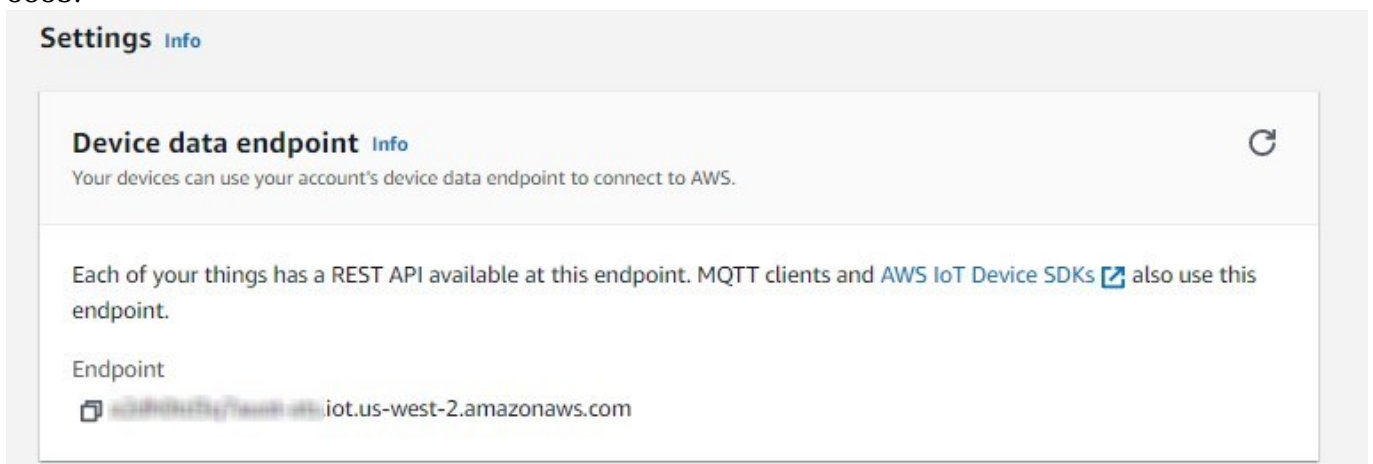 Settings Info
Device data endpoint Info
Your devices can use your account's device data endpoint to connect to AWS.
Each of your things has a REST API available at this endpoint. MQTT clients and AWS IoT Device SDKs also use this
endpoint.
Endpoint
.iot.us-west-2.amazonaws.com